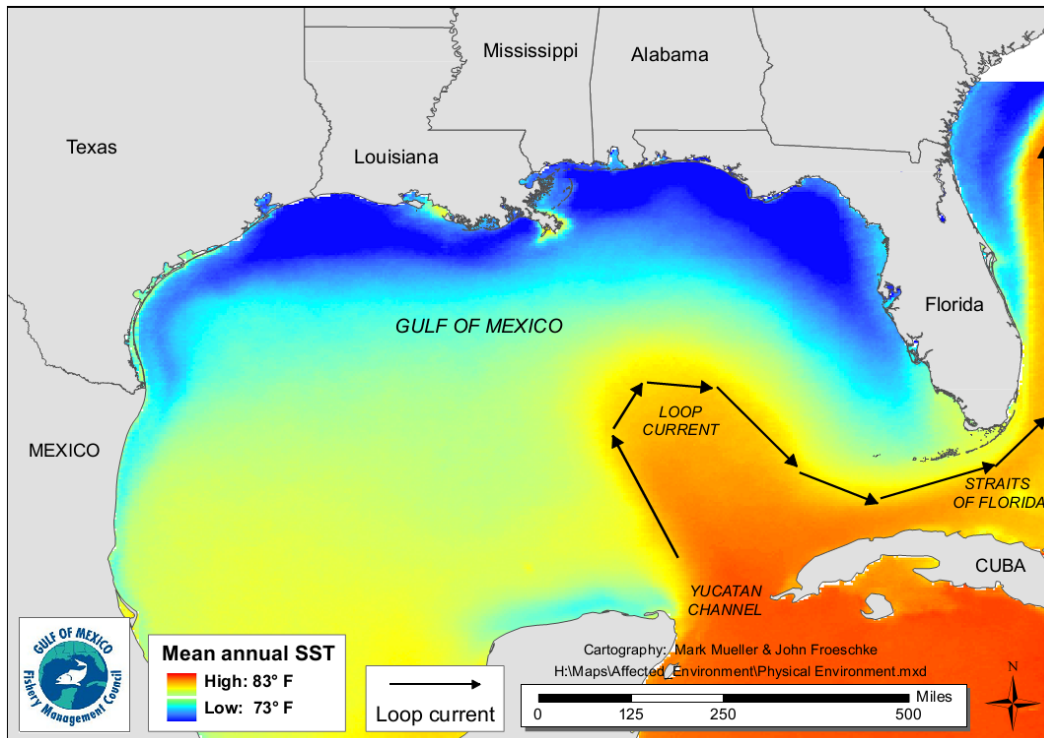 Mississippi
Alabama
Texas
Louisiana
Florida
GULF OF MEXICO
LOOP
CURRENT
MEXICO
STRAITS
OF FLORIDA
CUBA
YUCATAN
CHANNEL
GULF OF MEXICO
Fishery Management Council
Mean annual SST
High: 83° F
Low: 73° F
Loop current
Cartography: Mark Mueller & John Froeschke
H:\Maps\Affected_Environment\Physical Environment.mxd
Miles
0 125 250 500
N